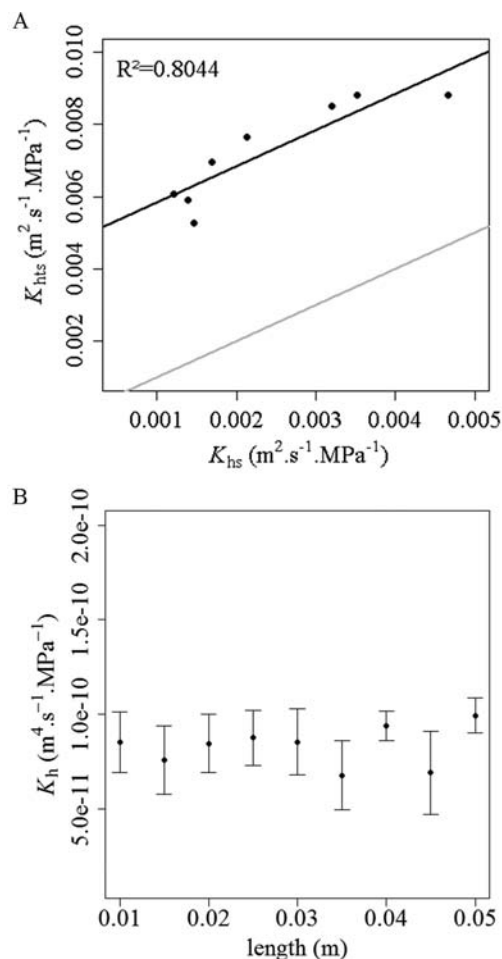 A
R²=0.8044
0.010
0.008
0.006
0.004
0.002
Khts (m².s⁻¹.MPa⁻¹)
0.001 0.002 0.003 0.004 0.005
Khs (m².s⁻¹.MPa⁻¹)
B
2.0e-10
1.5e-10
1.0e-10
5.0e-11
Kh (m⁴.s⁻¹.MPa⁻¹)
0.01 0.02 0.03 0.04 0.05
length (m)